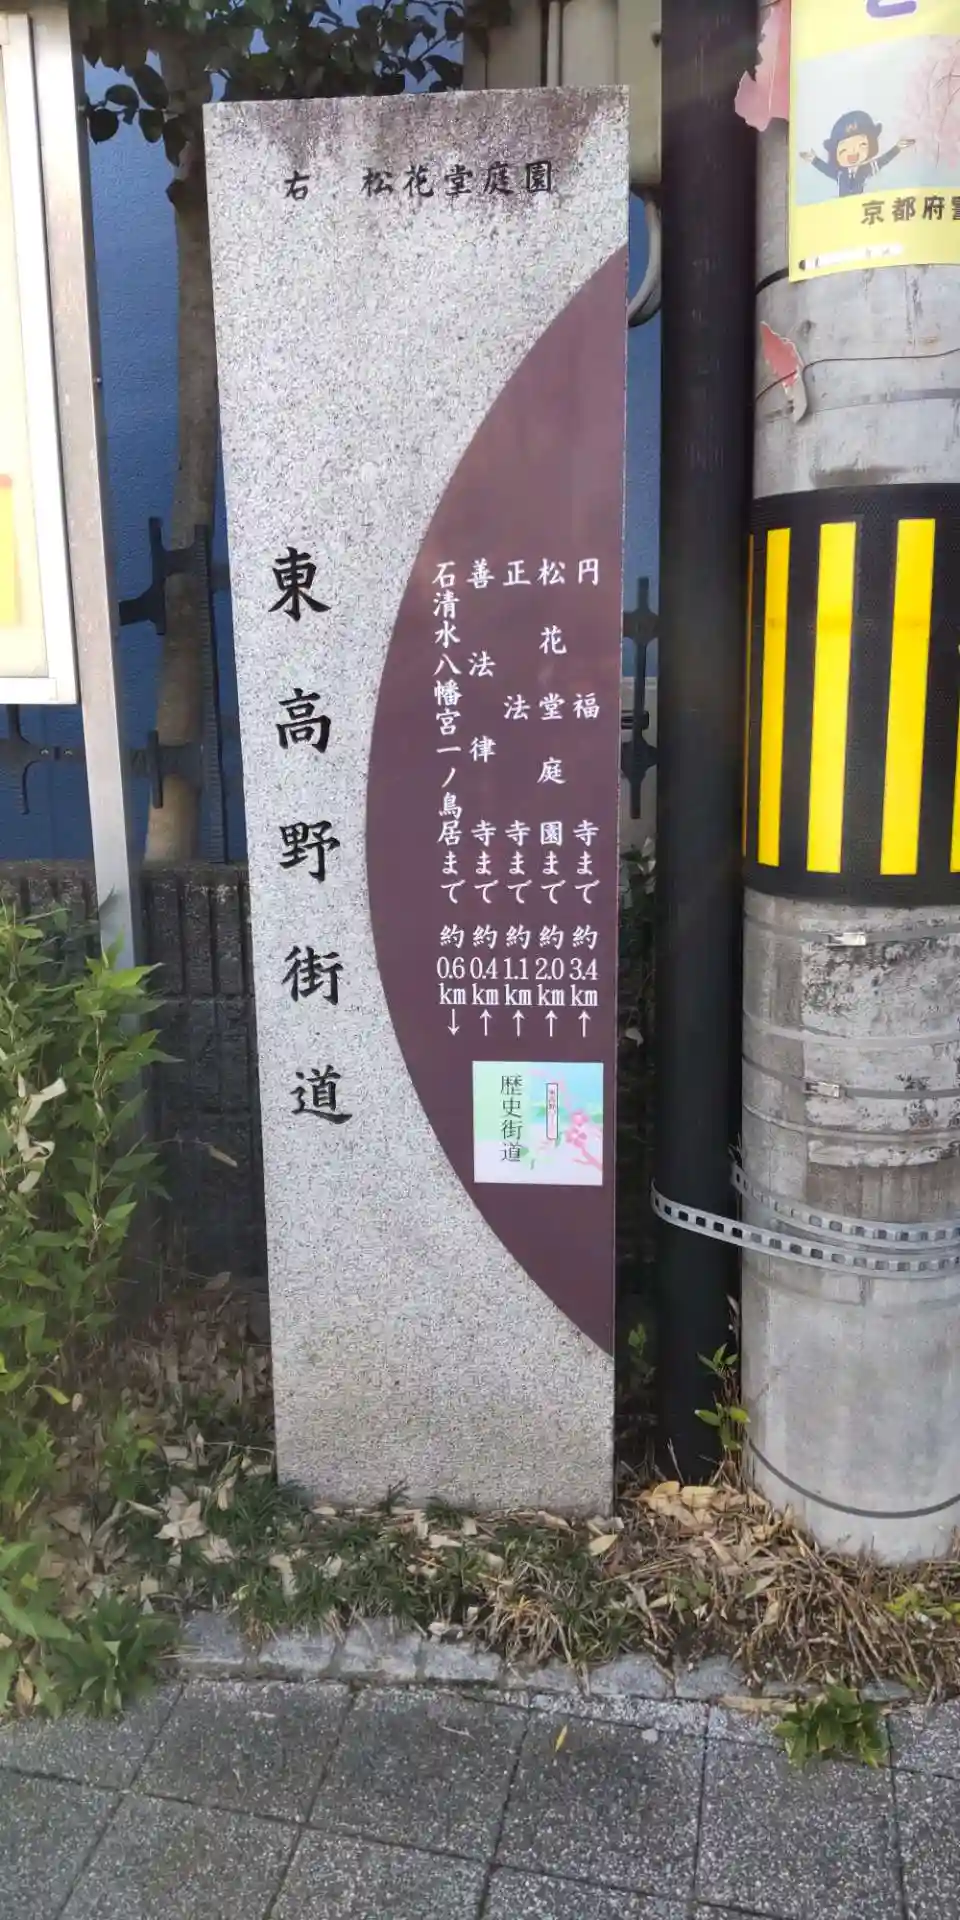 右 松花堂庭園
東高野街道
円福寺まで 約3.4km↑
松花堂庭園まで 約2.0km↑
正法寺まで 約1.1km↑
善法律寺まで 約0.4km↑
石清水八幡宮一ノ鳥居まで 約0.6km↓
歴史街道
京都府警